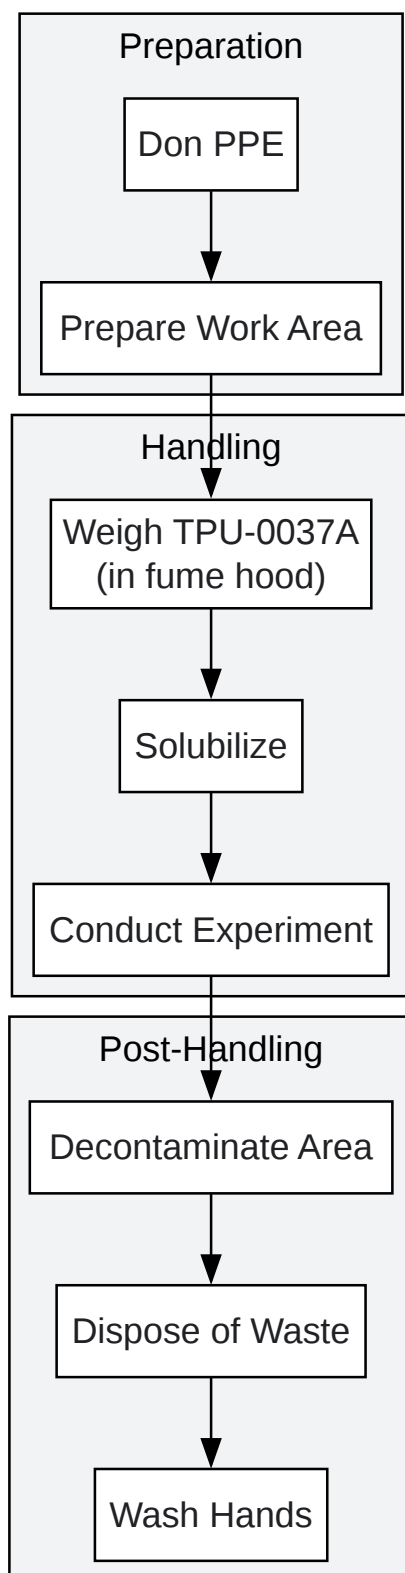 Preparation
Don PPE
Prepare Work Area
Handling
Weigh TPU-0037A
(in fume hood)
Solubilize
Conduct Experiment
Post-Handling
Decontaminate Area
Dispose of Waste
Wash Hands